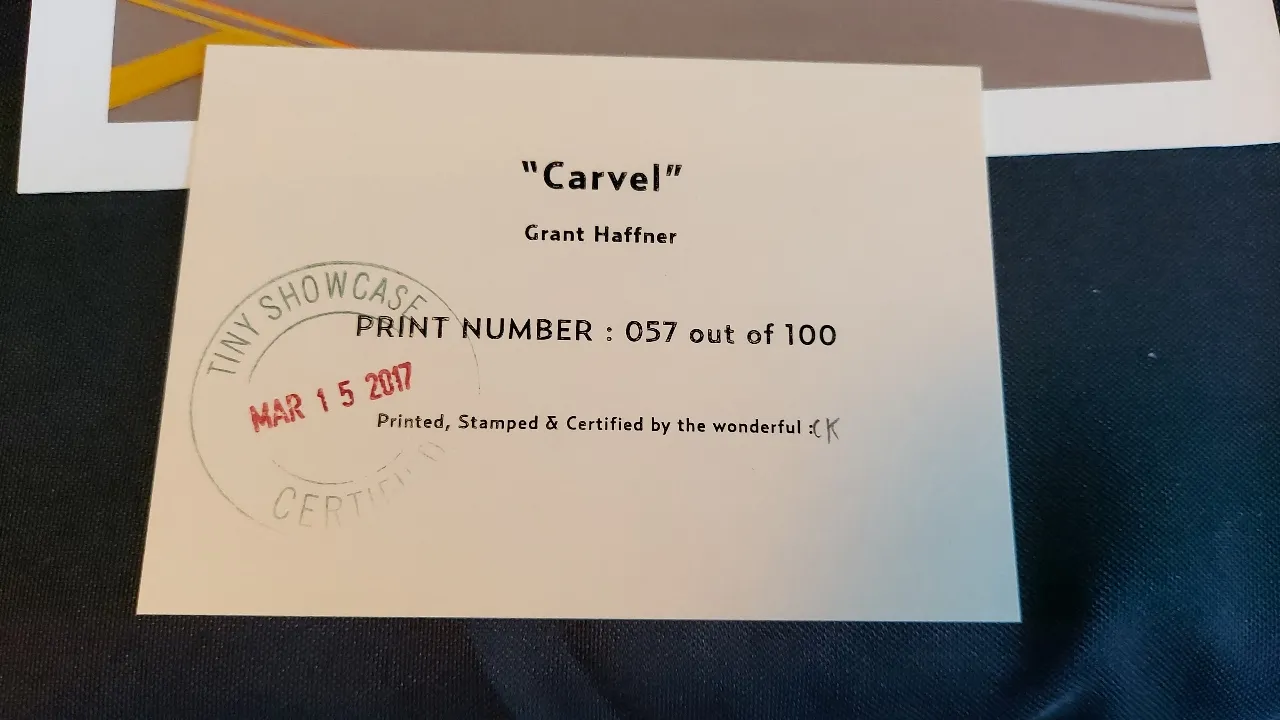 "Carvel"
Grant Haffner
TINY SHOWCASE
PRINT NUMBER : 057 out of 100
MAR 15 2017
Printed, Stamped & Certified by the wonderful : CK
CERTIFIED